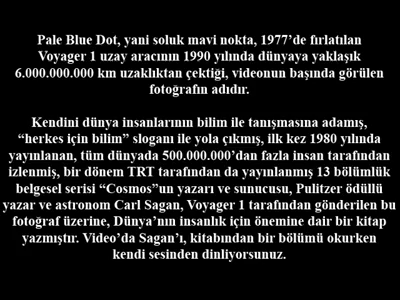 Pale Blue Dot, yani soluk mavi nokta, 1977’de fırlatılan
Voyager 1 uzay aracının 1990 yılında dünyaya yaklaşık
6.000.000.000 km uzaklıktan çektiği, videonun başında görülen
fotoğrafın adıdır.
Kendini dünya insanlarının bilim ile tanışmasına adamış,
“herkes için bilim” sloganı ile yola çıkmış, ilk kez 1980 yılında
yayınlanan, tüm dünyada 500.000.000’dan fazla insan tarafından
izlenmiş, bir dönem TRT tarafından da yayınlanmış 13 bölümlük
belgesel serisi “Cosmos”un yazarı ve sunucusu, Pulitzer ödüllü
yazar ve astronom Carl Sagan, Voyager 1 tarafından gönderilen bu
fotoğraf üzerine, Dünya’nın insanlık için önemine dair bir kitap
yazmıştır. Video’da Sagan’ı, kitabından bir bölümü okurken
kendi sesinden dinliyorsunuz.